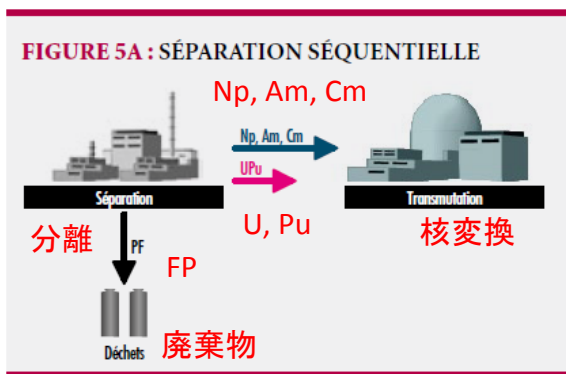 FIGURE 5A : SÉPARATION SÉQUENTIELLE
Np, Am, Cm
Np, Am, Cm
UPu
Séparation
Transmutation
U, Pu
分離
核変換
PF
FP
Déchets
廃棄物